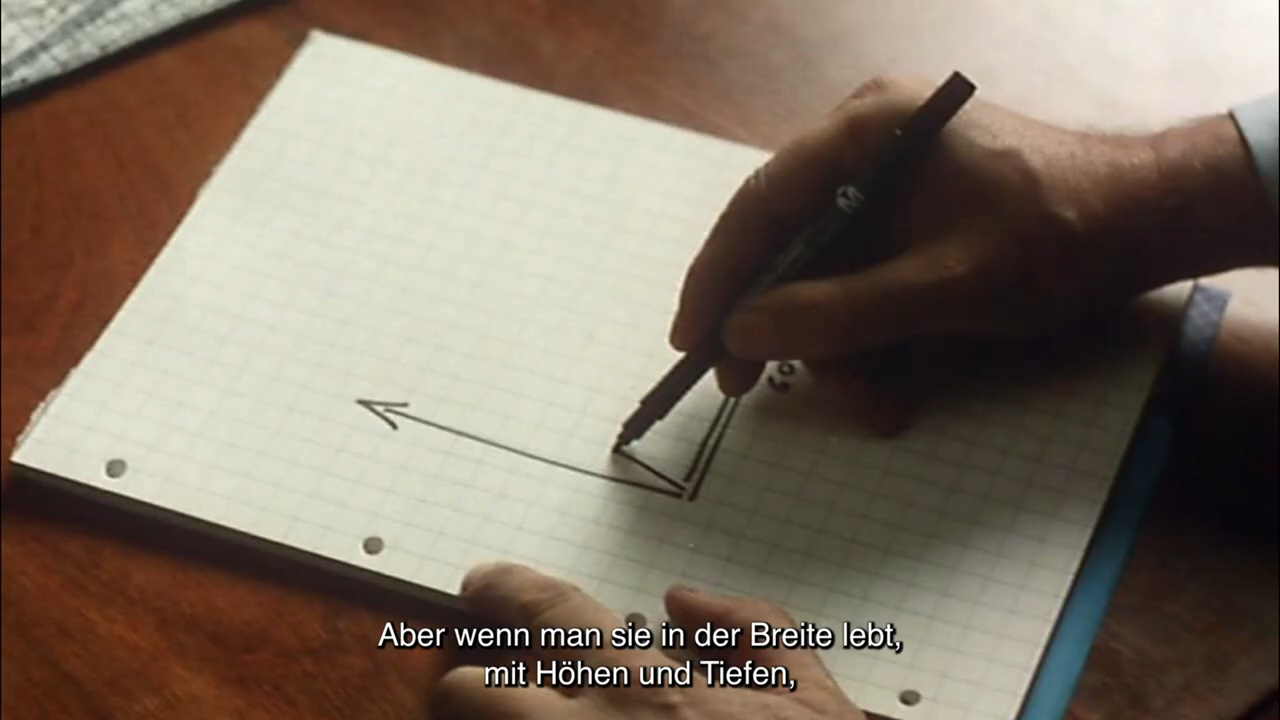 Aber wenn man sie in der Breite lebt,
mit Höhen und Tiefen,